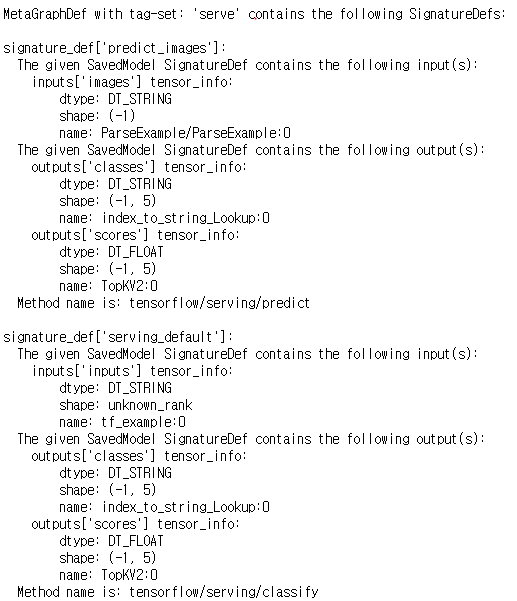 MetaGraphDef with tag-set: 'serve' contains the following SignatureDefs:

signature_def['predict_images']:
  The given SavedModel SignatureDef contains the following input(s):
    inputs['images'] tensor_info:
        dtype: DT_STRING
        shape: (-1)
        name: ParseExample/ParseExample:0
  The given SavedModel SignatureDef contains the following output(s):
    outputs['classes'] tensor_info:
        dtype: DT_STRING
        shape: (-1, 5)
        name: index_to_string_Lookup:0
    outputs['scores'] tensor_info:
        dtype: DT_FLOAT
        shape: (-1, 5)
        name: TopKV2:0
  Method name is: tensorflow/serving/predict

signature_def['serving_default']:
  The given SavedModel SignatureDef contains the following input(s):
    inputs['inputs'] tensor_info:
        dtype: DT_STRING
        shape: unknown_rank
        name: tf_example:0
  The given SavedModel SignatureDef contains the following output(s):
    outputs['classes'] tensor_info:
        dtype: DT_STRING
        shape: (-1, 5)
        name: index_to_string_Lookup:0
    outputs['scores'] tensor_info:
        dtype: DT_FLOAT
        shape: (-1, 5)
        name: TopKV2:0
  Method name is: tensorflow/serving/classify